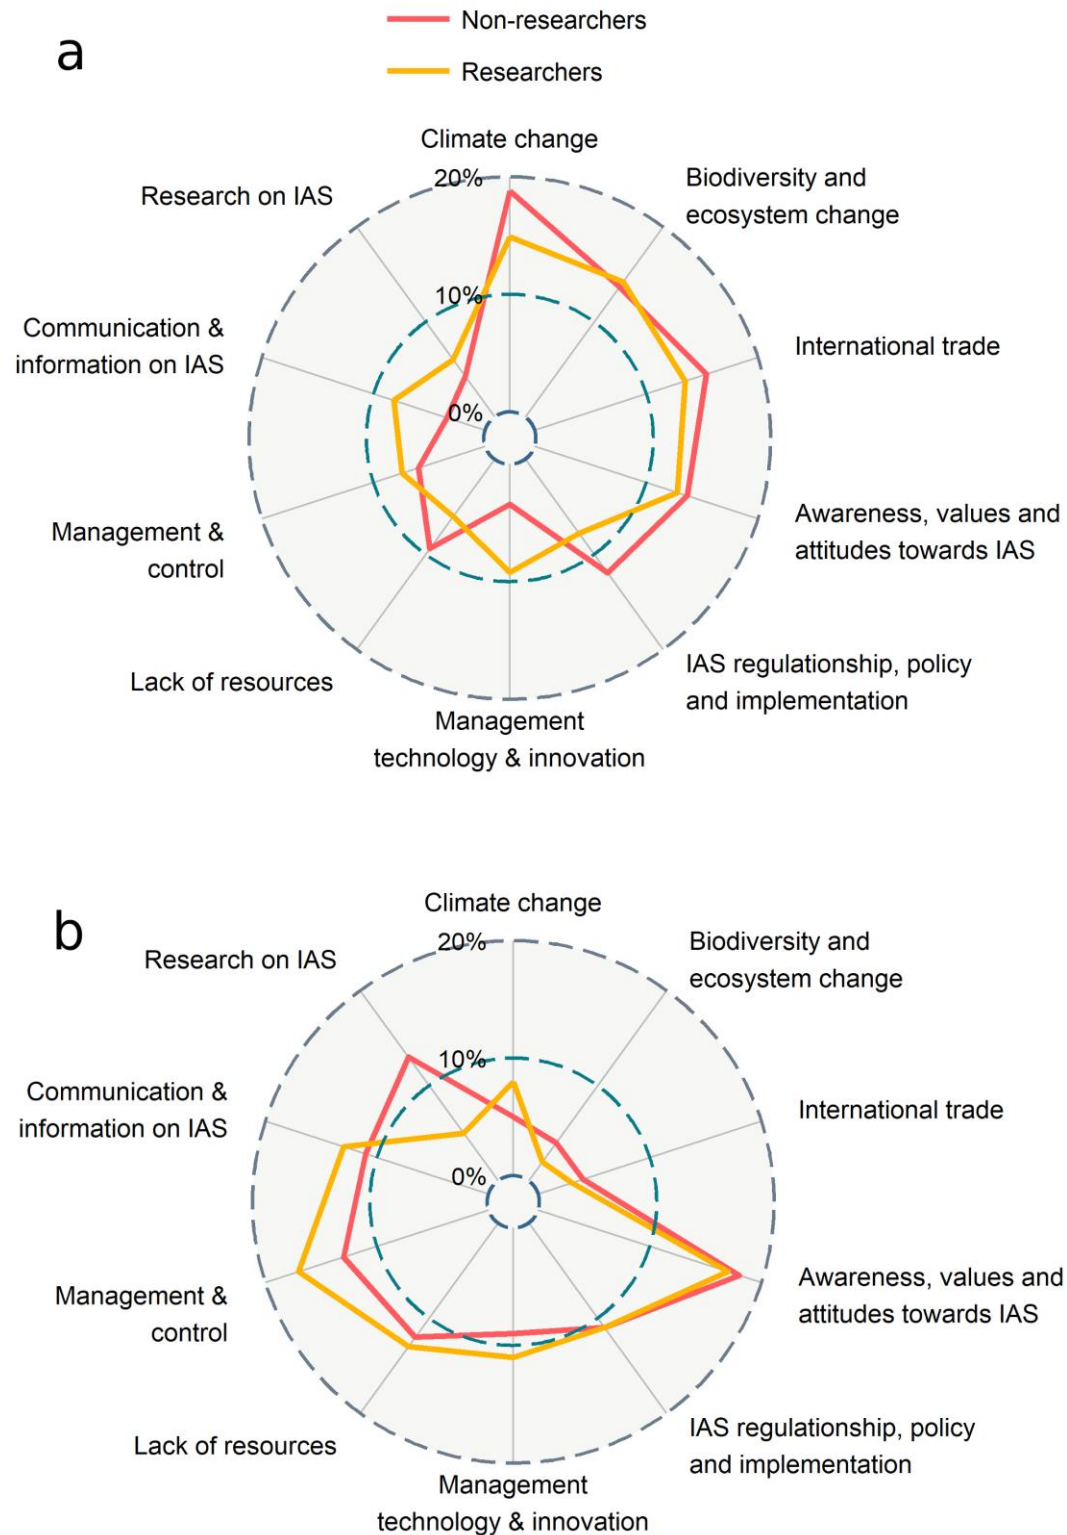 a
Non-researchers
Researchers
Climate change
20%
Biodiversity and
ecosystem change
Research on IAS
10%
International trade
Communication &
information on IAS
0%
Awareness, values and
attitudes towards IAS
Management &
control
IAS regulationship, policy
and implementation
Lack of resources
Management
technology & innovation
b
Climate change
20%
Biodiversity and
ecosystem change
Research on IAS
10%
International trade
Communication &
information on IAS
0%
Awareness, values and
attitudes towards IAS
Management &
control
IAS regulationship, policy
and implementation
Lack of resources
Management
technology & innovation